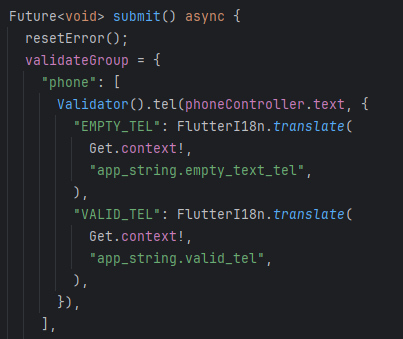 Future<void> submit() async {
  resetError();
  validateGroup = {
    "phone": [
      Validator().tel(phoneController.text, {
        "EMPTY_TEL": FlutterI18n.translate(
          Get.context!,
          "app_string.empty_text_tel",
        ),
        "VALID_TEL": FlutterI18n.translate(
          Get.context!,
          "app_string.valid_tel",
        ),
      }),
    ],